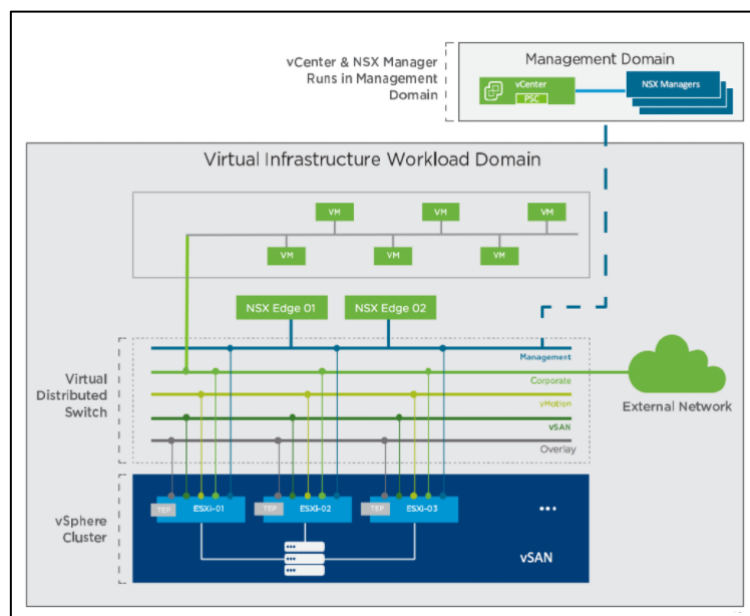 vCenter & NSX Manager
Runs in Management
Domain
Management Domain
vCenter
PSC
NSX Managers
Virtual Infrastructure Workload Domain
VM
VM
VM
VM
VM
VM
NSX Edge 01
NSX Edge 02
Virtual
Distributed
Switch
Management
Corporate
vMotion
vSAN
Overlay
External Network
vSphere
Cluster
TEP
ESXi-01
TEP
ESXi-02
TEP
ESXi-03
...
vSAN